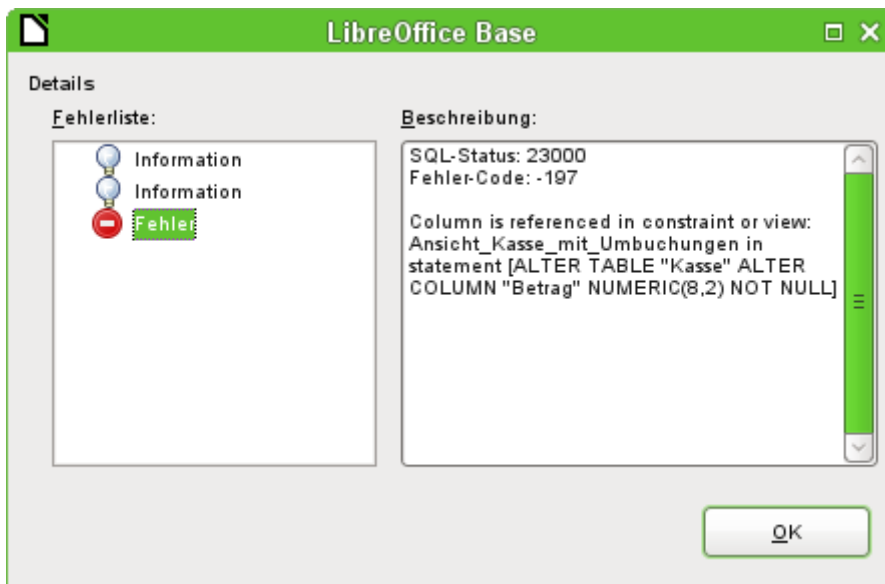 LibreOffice Base
Details
Fehlerliste:
Information
Information
Fehler
Beschreibung:
SQL-Status: 23000
Fehler-Code: -197
Column is referenced in constraint or view:
Ansicht_Kasse_mit_Umbuchungen in
statement [ALTER TABLE "Kasse" ALTER
COLUMN "Betrag" NUMERIC(8,2) NOT NULL]
OK